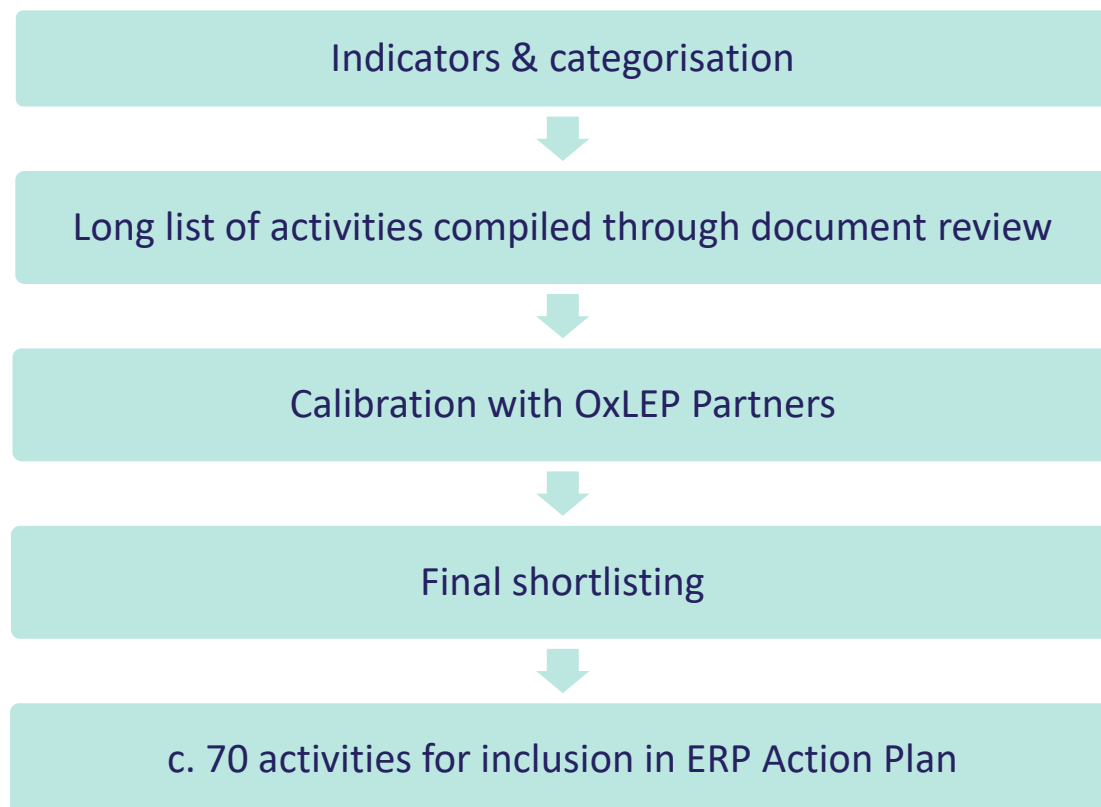 Indicators & categorisation
Long list of activities compiled through document review
Calibration with OxLEP Partners
Final shortlisting
c. 70 activities for inclusion in ERP Action Plan